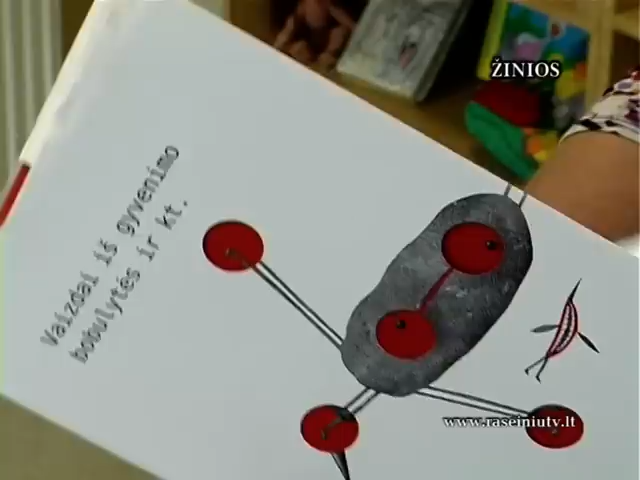 ŽINIOS
Vaizdai iš gyvenimo
bobulytės ir kt.
www.raseiniutv.lt